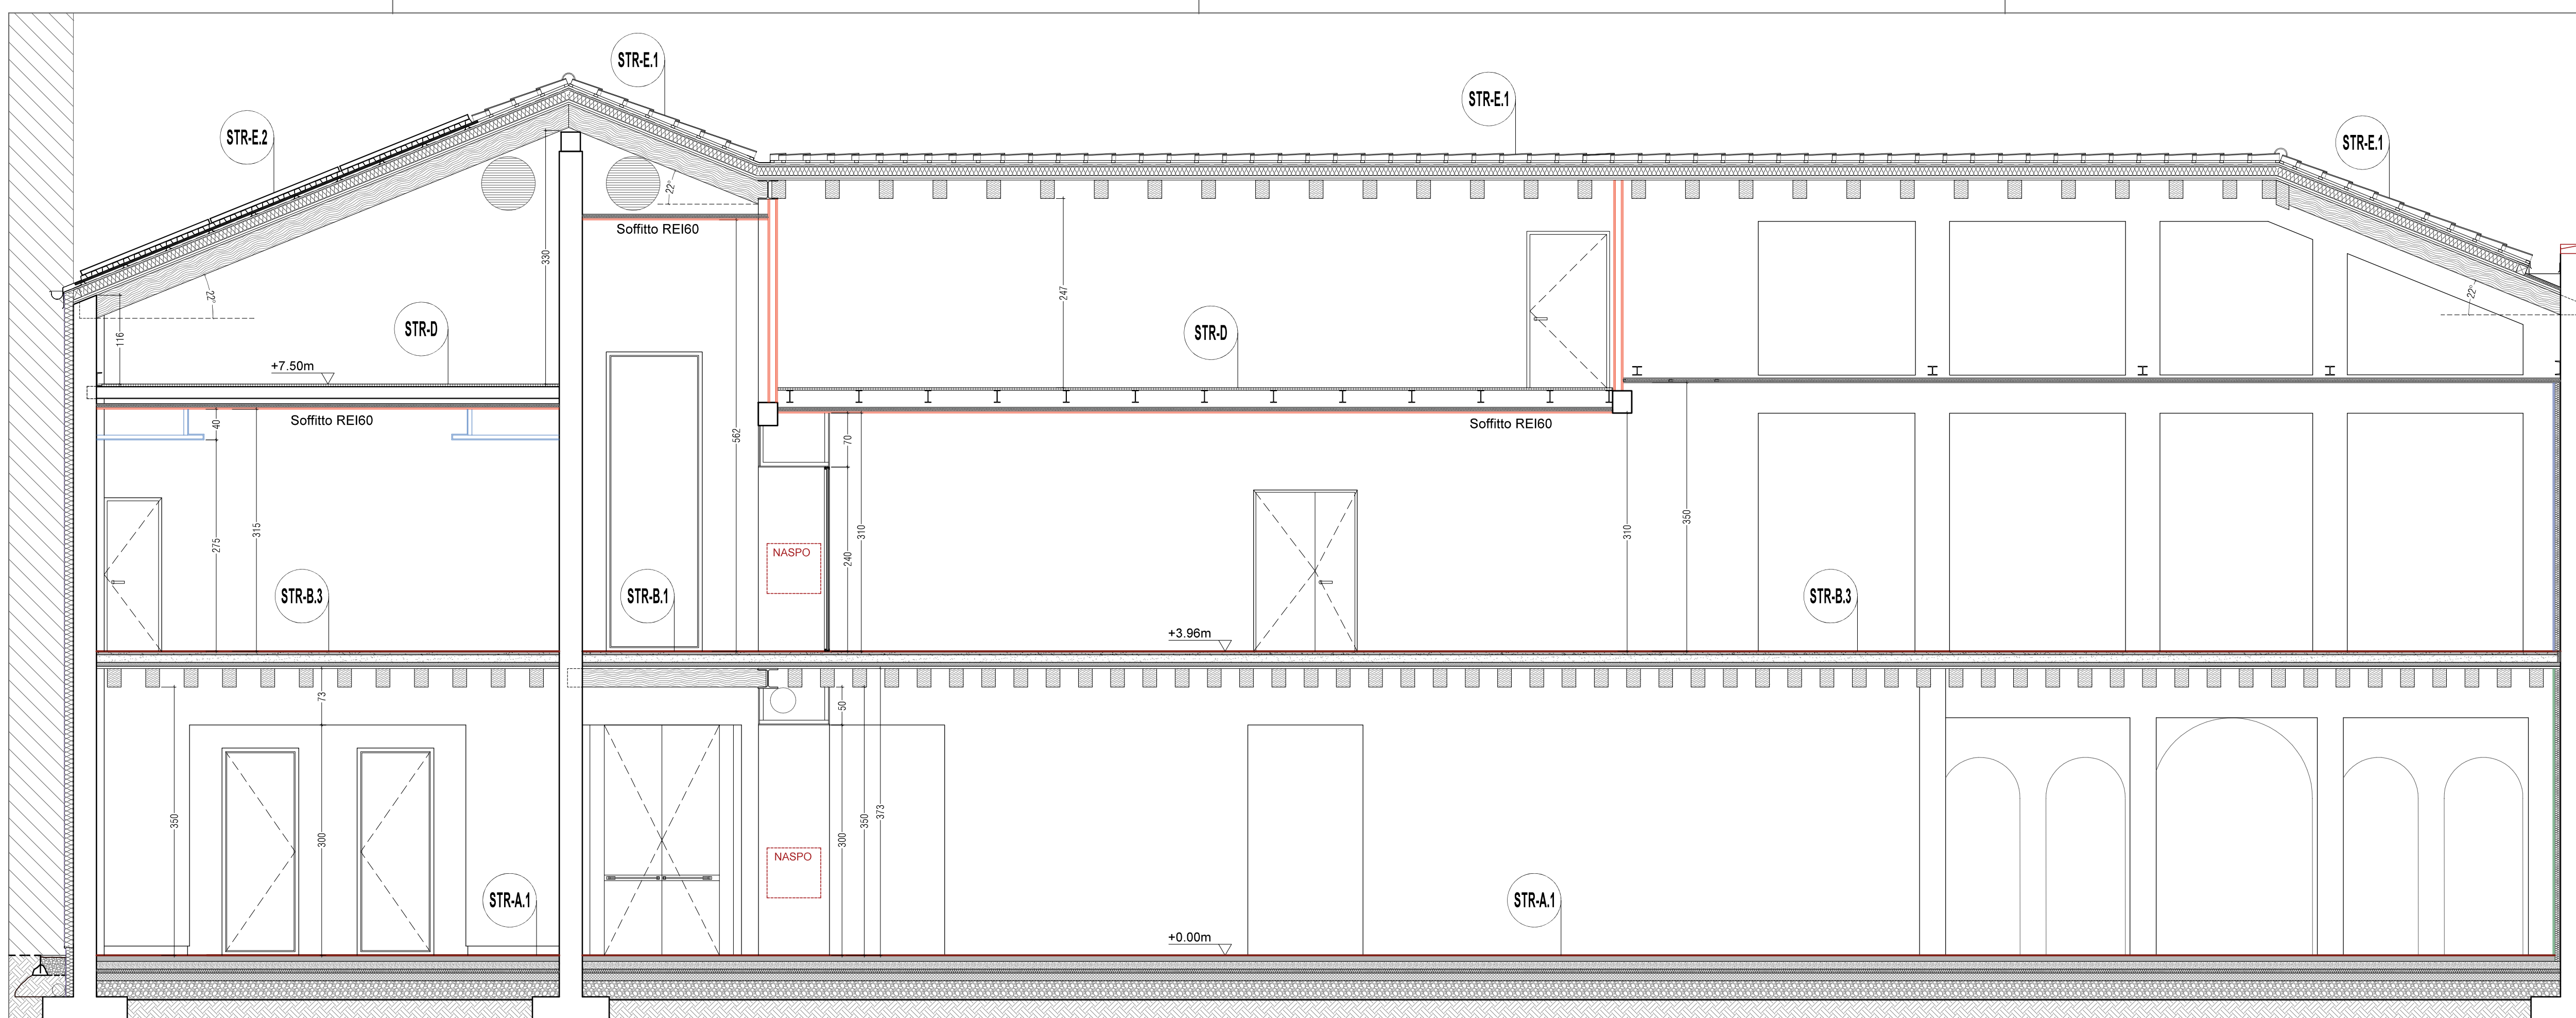 STR-E.1
STR-E.1
STR-E.2
STR-E.1
22°
Soffitto REI60
330
22°
247
22°
116
STR-D
STR-D
+7.50m
40
Soffitto REI60
562
70
Soffitto REI60
275
315
NASPO
310
240
310
350
STR-B.3
STR-B.1
STR-B.3
+3.96m
73
50
350
300
300
350
373
NASPO
STR-A.1
STR-A.1
+0.00m